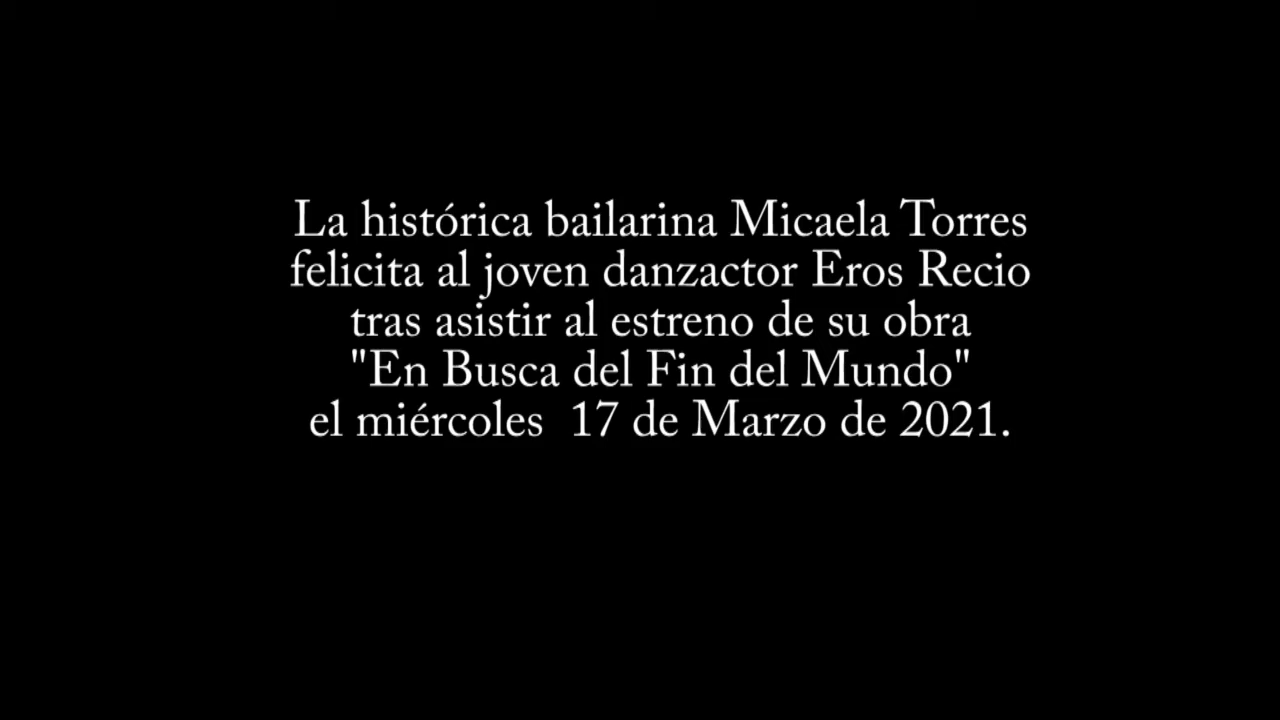 La histórica bailarina Micaela Torres
felicita al joven danzactor Eros Recio
tras asistir al estreno de su obra
"En Busca del Fin del Mundo"
el miércoles  17 de Marzo de 2021.